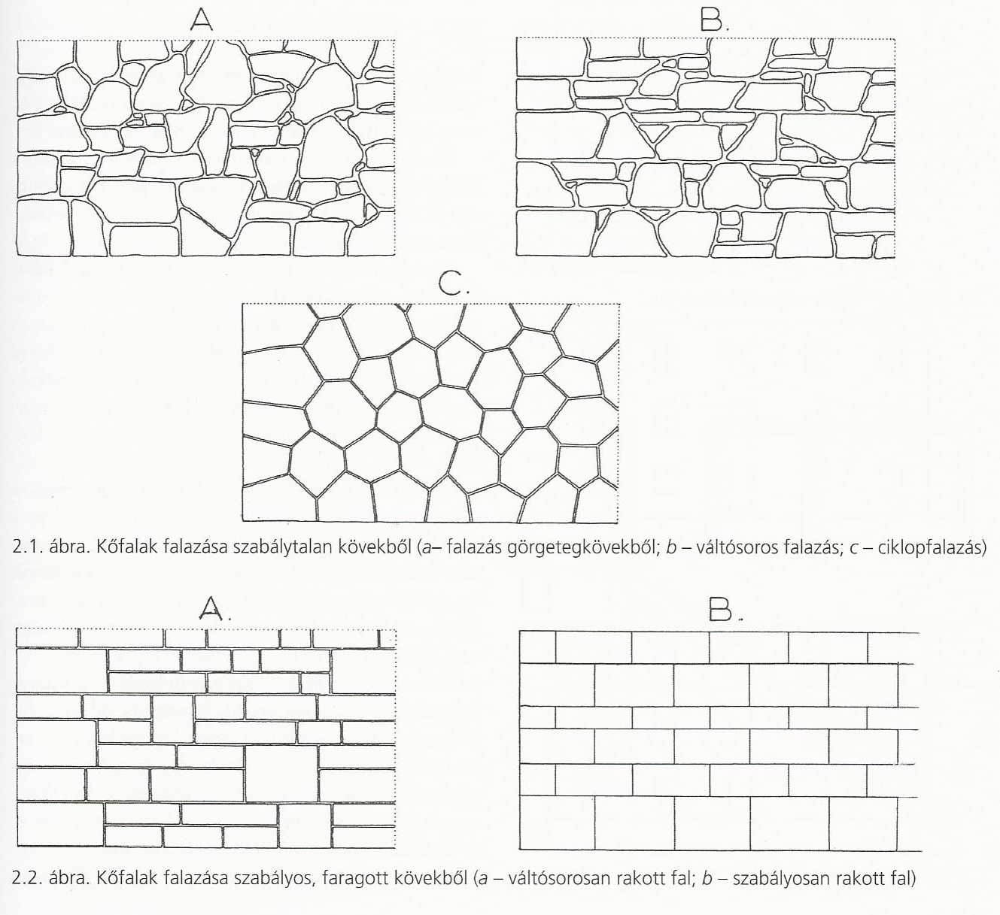 A
B.
C.
2.1. ábra. Kőfalak falazása szabálytalan kövekből (a– falazás görgetegkövekből; b – váltósoros falazás; c – ciklopfalazás)
A.
B.
2.2. ábra. Kőfalak falazása szabályos, faragott kövekből (a – váltósorosan rakott fal; b – szabályosan rakott fal)